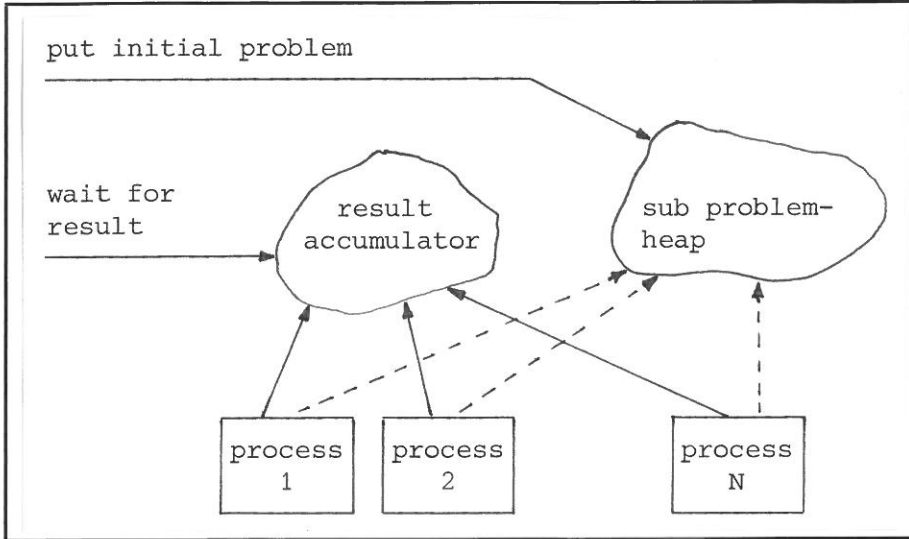 put initial problem
wait for
result
result
accumulator
sub problem-
heap
process
1
process
2
process
N